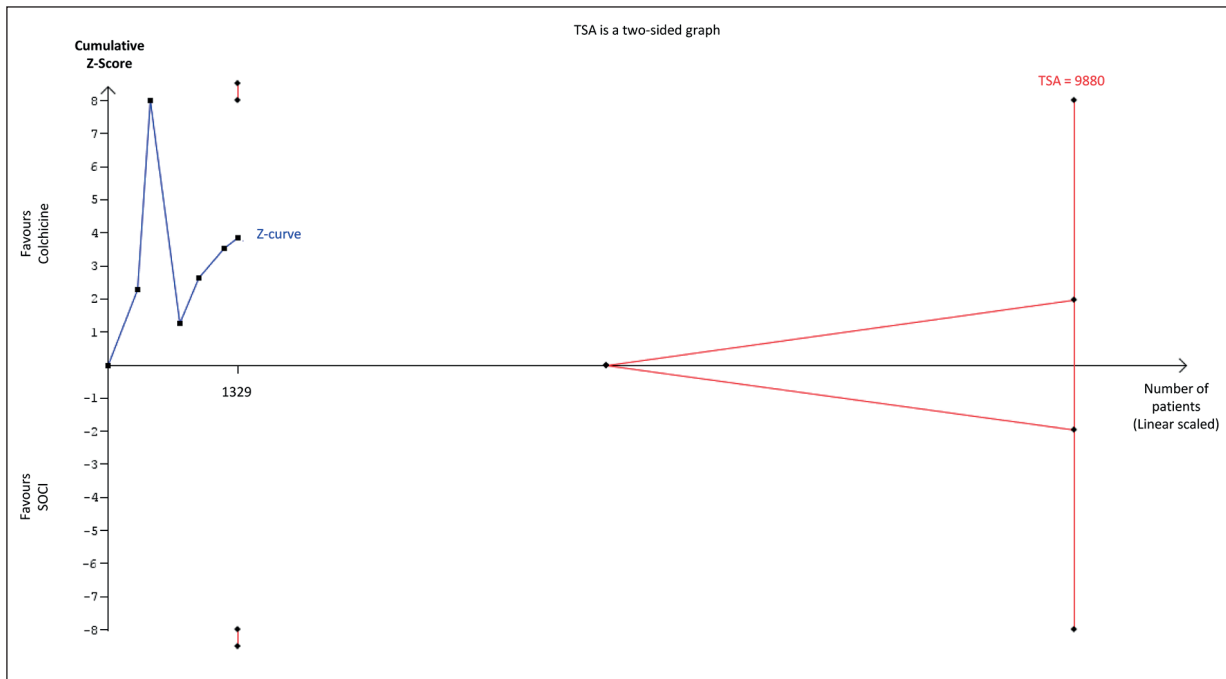 TSA is a two-sided graph
Cumulative
Z-Score
TSA = 9880
8
7
6
5
4
3
2
1
-1
-2
-3
-4
-5
-6
-7
-8
Favours
Colchicine
Favours
SOCI
Z-curve
1329
Number of
patients
(Linear scaled)